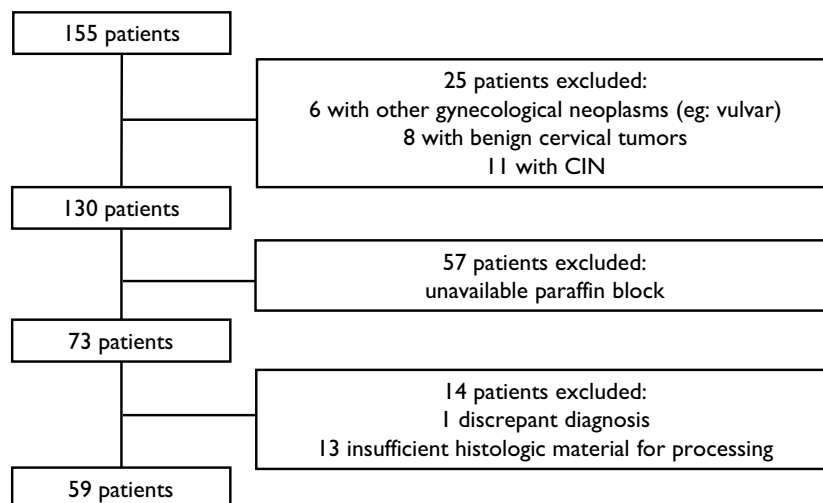 155 patients
25 patients excluded:
6 with other gynecological neoplasms (eg: vulvar)
8 with benign cervical tumors
11 with CIN
130 patients
57 patients excluded:
unavailable paraffin block
73 patients
14 patients excluded:
1 discrepant diagnosis
13 insufficient histologic material for processing
59 patients